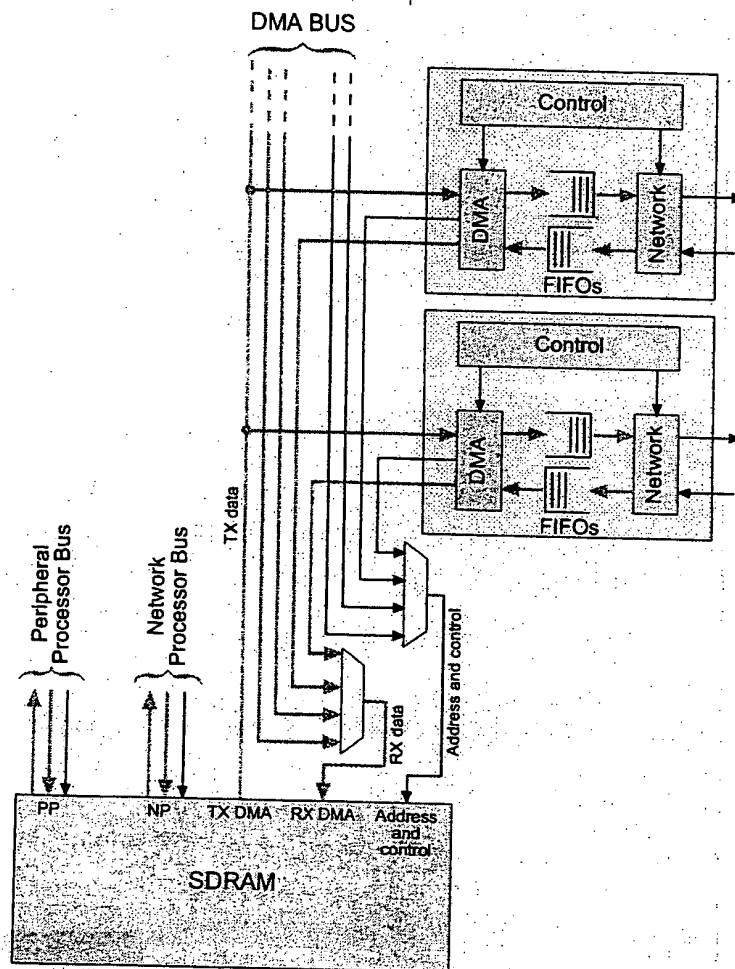 DMA BUS
Control
DMA
Network
FIFOs
Control
DMA
Network
FIFOs
TX data
Peripheral
Processor Bus
Network
Processor Bus
Address and control
RX data
PP
NP
TX DMA
RX DMA
Address
and
control
SDRAM